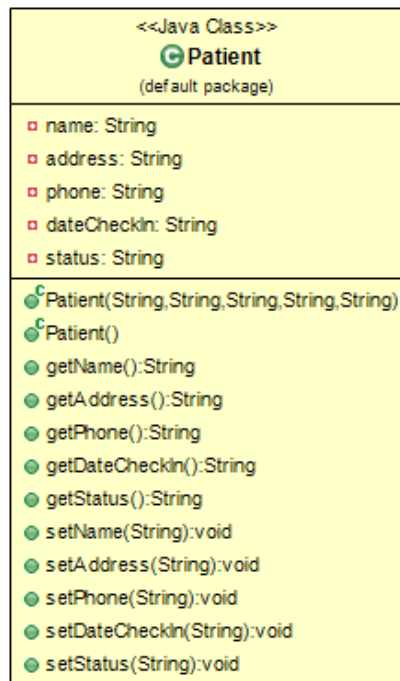 <<Java Class>>
Patient
(default package)
name: String
address: String
phone: String
dateCheckIn: String
status: String
Patient(String,String,String,String,String)
Patient()
getName():String
getAddress():String
getPhone():String
getDateCheckIn():String
getStatus():String
setName(String):void
setAddress(String):void
setPhone(String):void
setDateCheckIn(String):void
setStatus(String):void